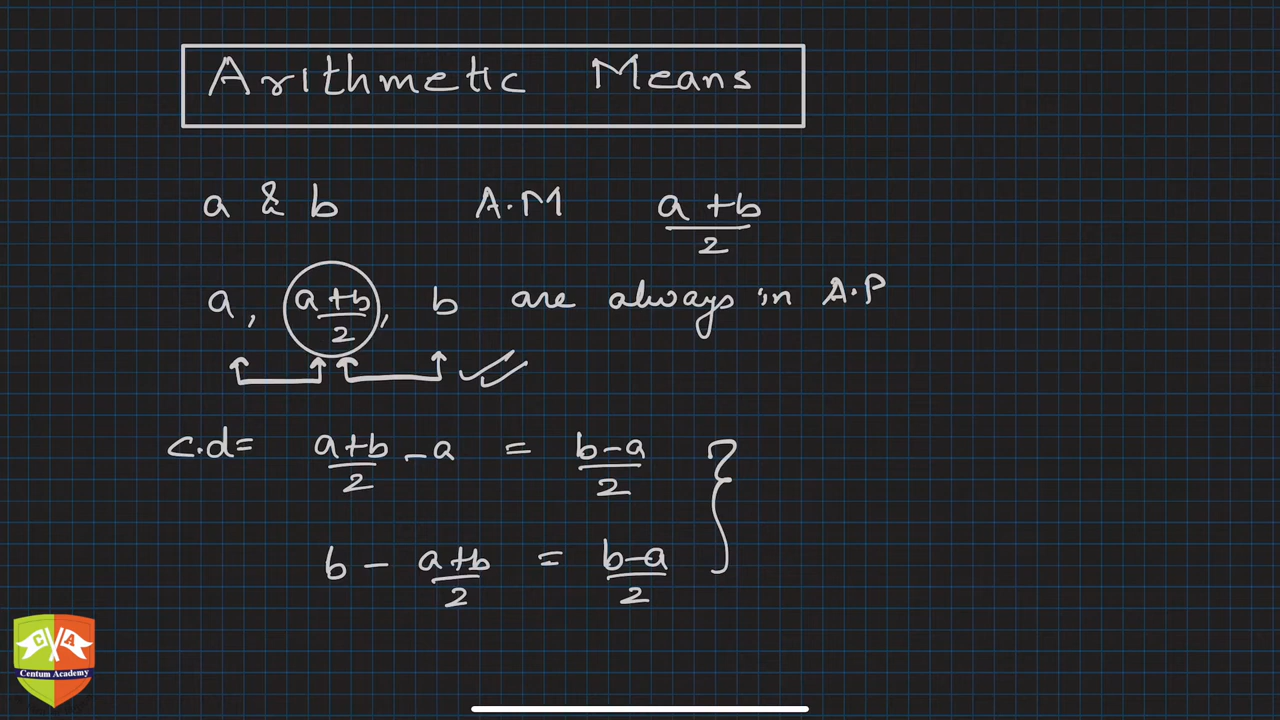 Arithmetic Means
a & b A.M (a+b)/2
a, (a+b)/2, b are always in A.P
c.d= (a+b)/2 - a = (b-a)/2 }
b - (a+b)/2 = (b-a)/2
C A
Centum Academy